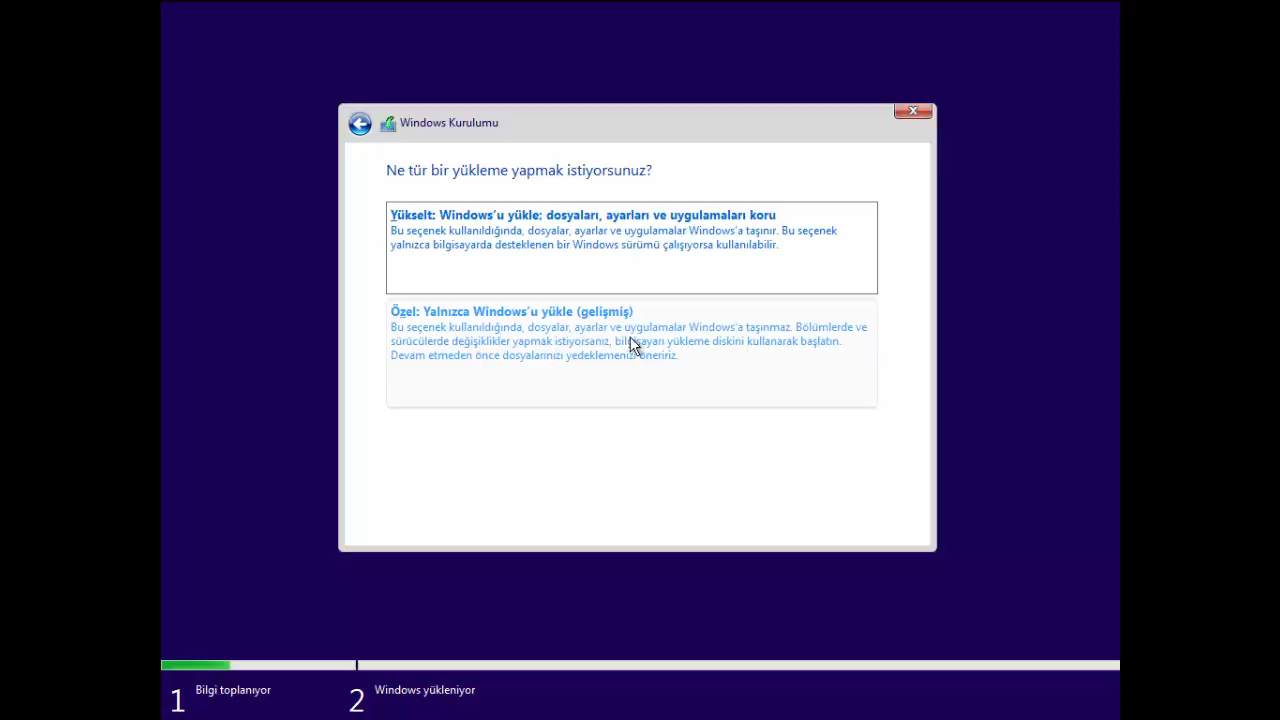 Windows Kurulumu
Ne tür bir yükleme yapmak istiyorsunuz?
Yükselt: Windows'u yükle; dosyaları, ayarları ve uygulamaları koru
Bu seçenek kullanıldığında, dosyalar, ayarlar ve uygulamalar Windows'a taşınır. Bu seçenek
yalnızca bilgisayarda desteklenen bir Windows sürümü çalışıyorsa kullanılabilir.
Özel: Yalnızca Windows'u yükle (gelişmiş)
Bu seçenek kullanıldığında, dosyalar, ayarlar ve uygulamalar Windows'a taşınmaz. Bölümlerde ve
sürücülerde değişiklikler yapmak istiyorsanız, bilgisayarı yükleme diskini kullanarak başlatın.
Devam etmeden önce dosyalarınızı yedeklemenizi öneririz.
1 Bilgi toplanıyor
2 Windows yükleniyor